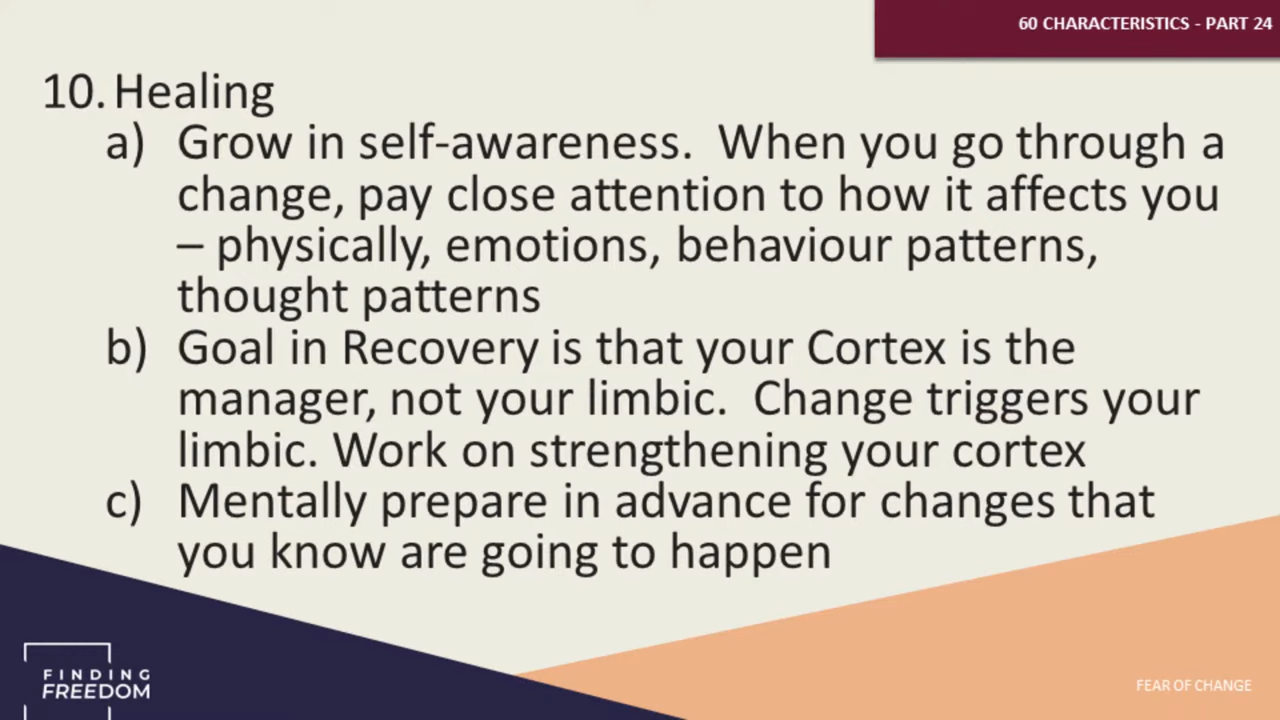 60 CHARACTERISTICS - PART 24
10. Healing
a) Grow in self-awareness.  When you go through a
change, pay close attention to how it affects you
– physically, emotions, behaviour patterns,
thought patterns
b) Goal in Recovery is that your Cortex is the
manager, not your limbic.  Change triggers your
limbic. Work on strengthening your cortex
c) Mentally prepare in advance for changes that
you know are going to happen
FINDING
FREEDOM
FEAR OF CHANGE